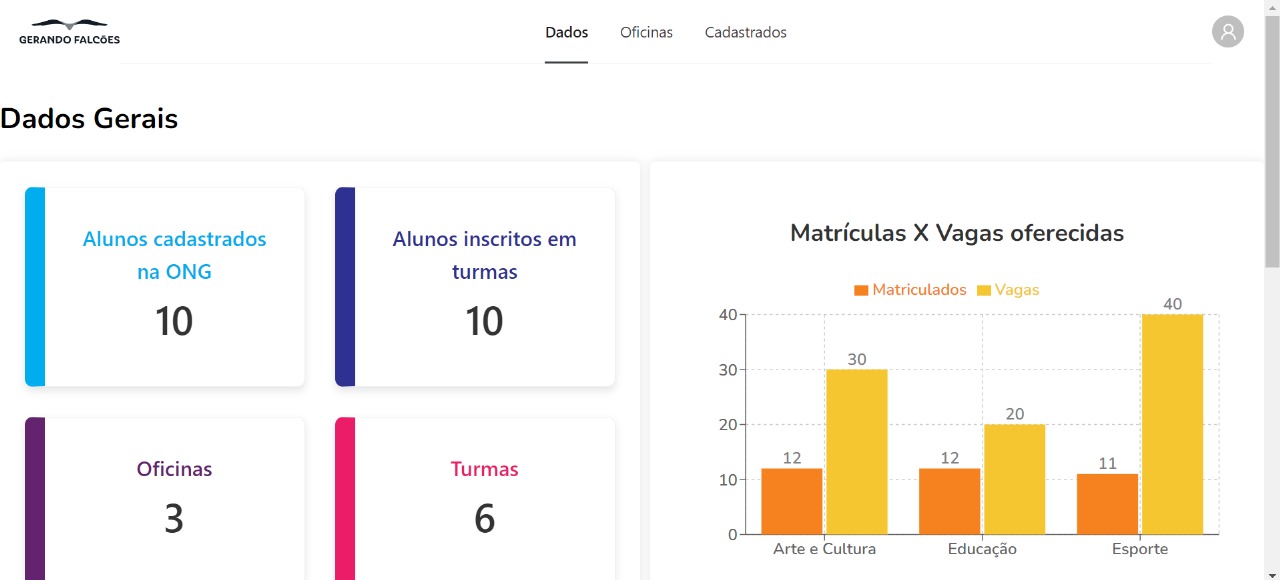 GERANDO FALCÕES
Dados
Oficinas
Cadastrados
Dados Gerais
Alunos cadastrados
na ONG
10
Alunos inscritos em
turmas
10
Oficinas
3
Turmas
6
Matrículas X Vagas oferecidas
Matriculados
Vagas
40
30
20
10
0
12
30
12
20
11
40
Arte e Cultura
Educação
Esporte